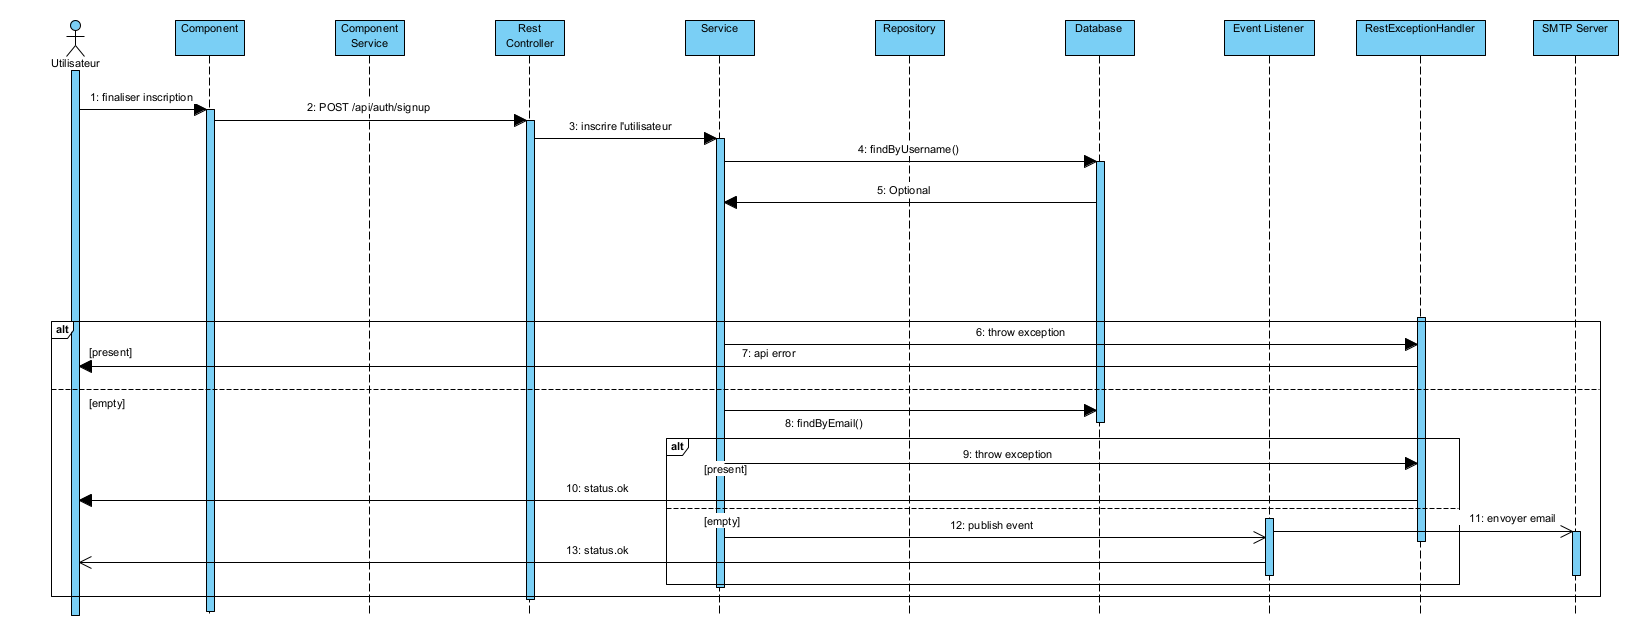 Utilisateur
Component
Component
Service
Rest
Controller
Service
Repository
Database
Event Listener
RestExceptionHandler
SMTP Server
1: finaliser inscription
2: POST /api/auth/signup
3: inscrire l'utilisateur
4: findByUsername()
5: Optional
alt
6: throw exception
[present]
7: api error
[empty]
8: findByEmail()
alt
9: throw exception
[present]
10: status.ok
[empty]
11: envoyer email
12: publish event
13: status.ok